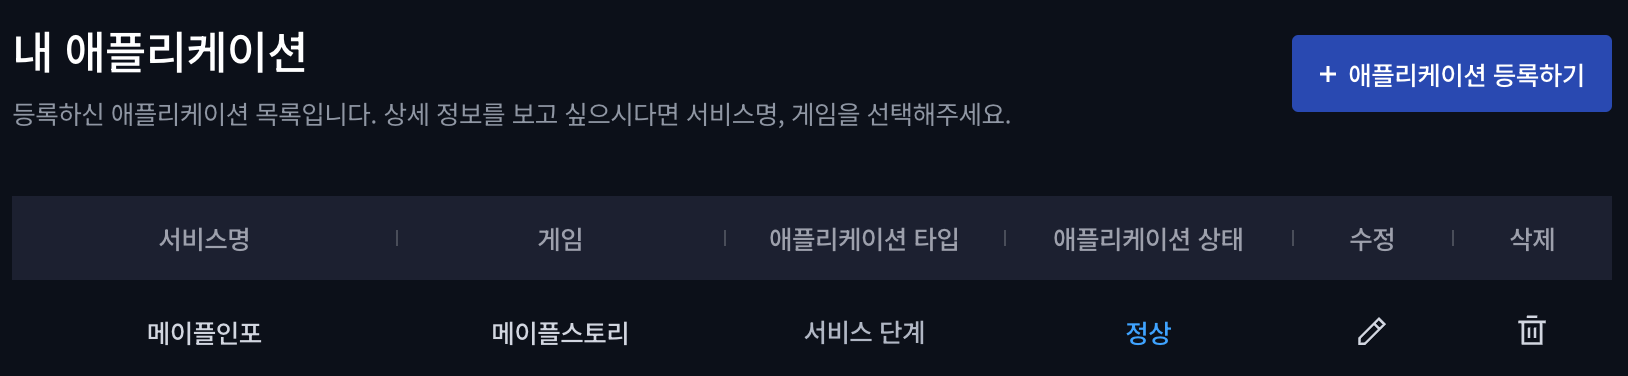 내 애플리케이션
+ 애플리케이션 등록하기
등록하신 애플리케이션 목록입니다. 상세 정보를 보고 싶으시다면 서비스명, 게임을 선택해주세요.
서비스명 게임 애플리케이션 타입 애플리케이션 상태 수정 삭제
메이플인포 메이플스토리 서비스 단계 정상